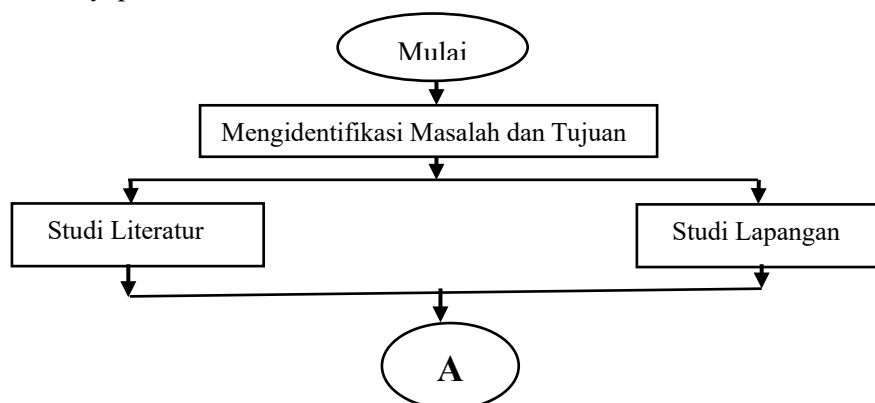 Mulai
Mengidentifikasi Masalah dan Tujuan
Studi Literatur
Studi Lapangan
A